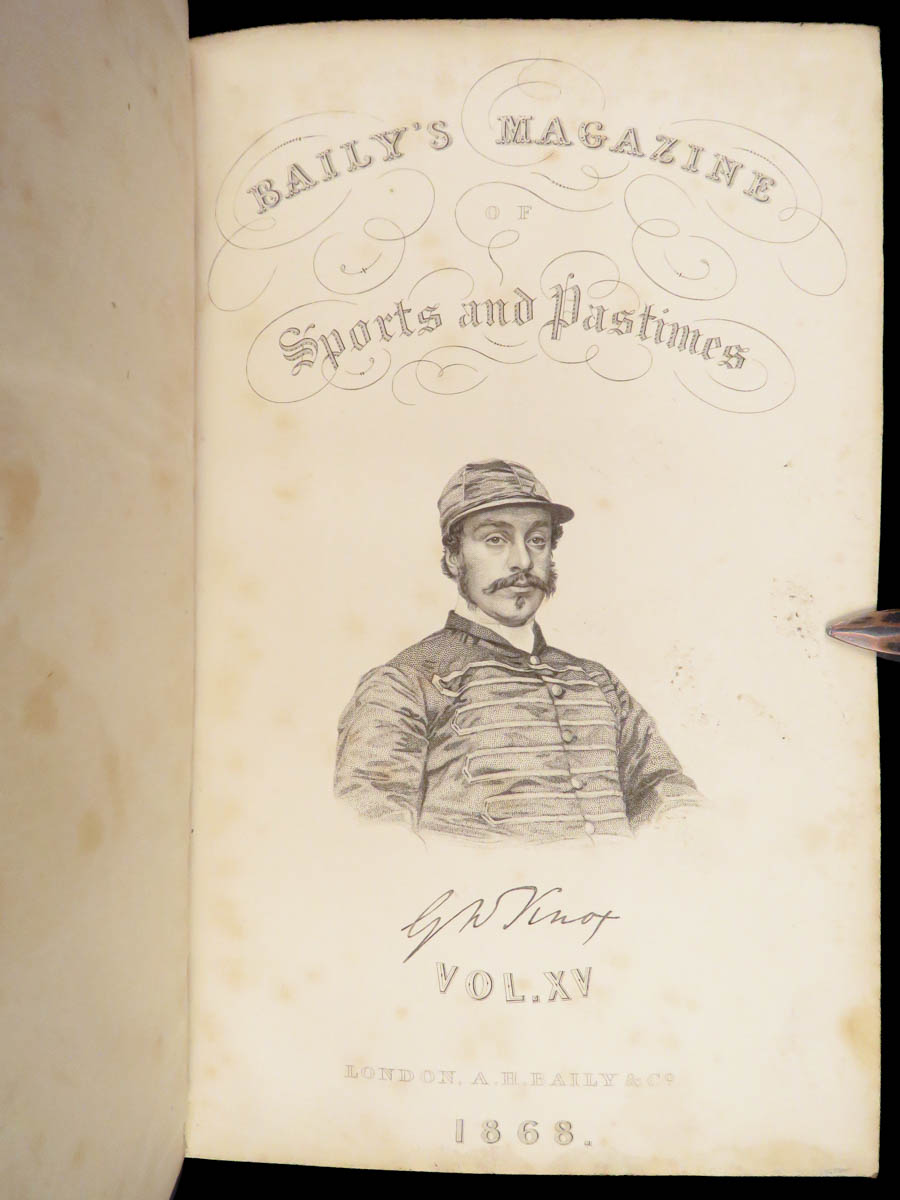 BAILY'S MAGAZINE
OF
Sports and Pastimes
G W Knox
VOL. XV
LONDON, A. H. BAILY & Co
1868.